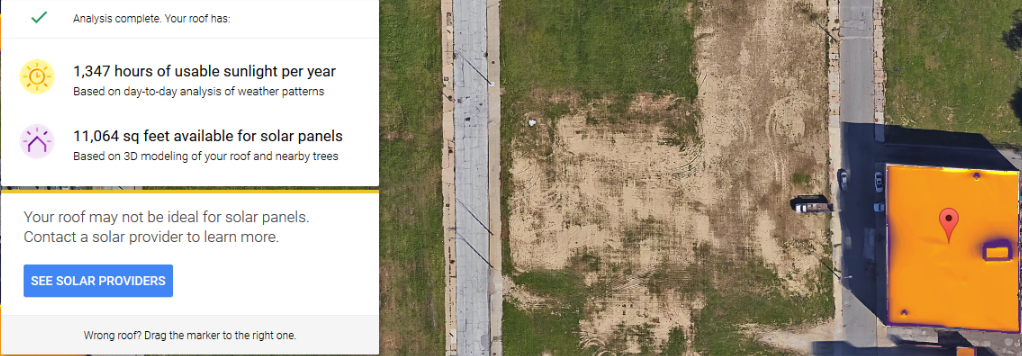 Analysis complete. Your roof has:
1,347 hours of usable sunlight per year
Based on day-to-day analysis of weather patterns
11,064 sq feet available for solar panels
Based on 3D modeling of your roof and nearby trees
Your roof may not be ideal for solar panels.
Contact a solar provider to learn more.
SEE SOLAR PROVIDERS
Wrong roof? Drag the marker to the right one.